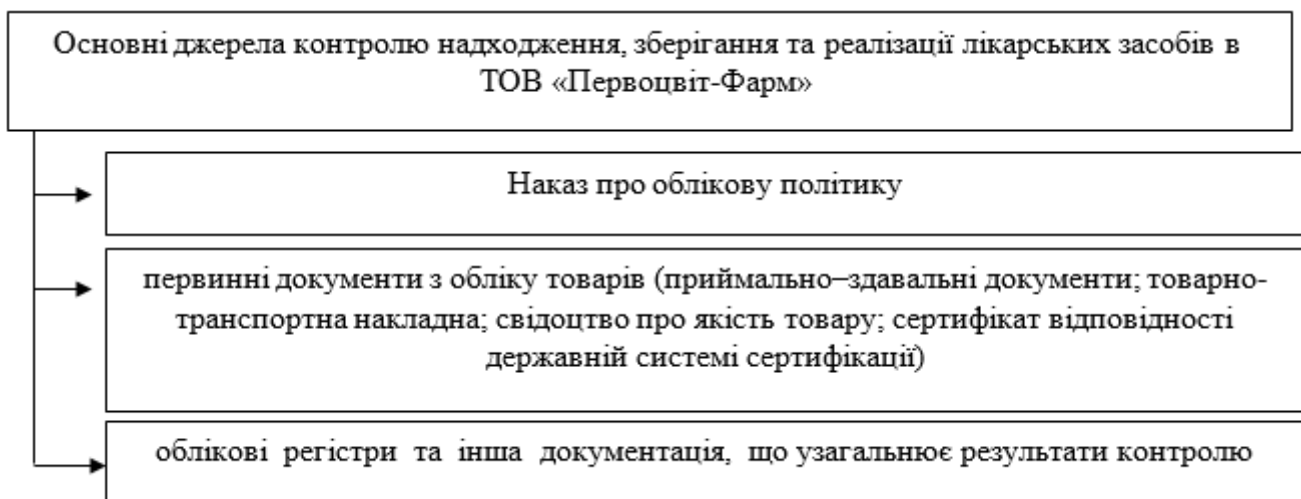 Основні джерела контролю надходження, зберігання та реалізації лікарських засобів в
ТОВ «Первоцвіт-Фарм»
Наказ про облікову політику
первинні документи з обліку товарів (приймально–здавальні документи; товарно-
транспортна накладна; свідоцтво про якість товару; сертифікат відповідності
державній системі сертифікації)
облікові регістри та інша документація, що узагальнює результати контролю